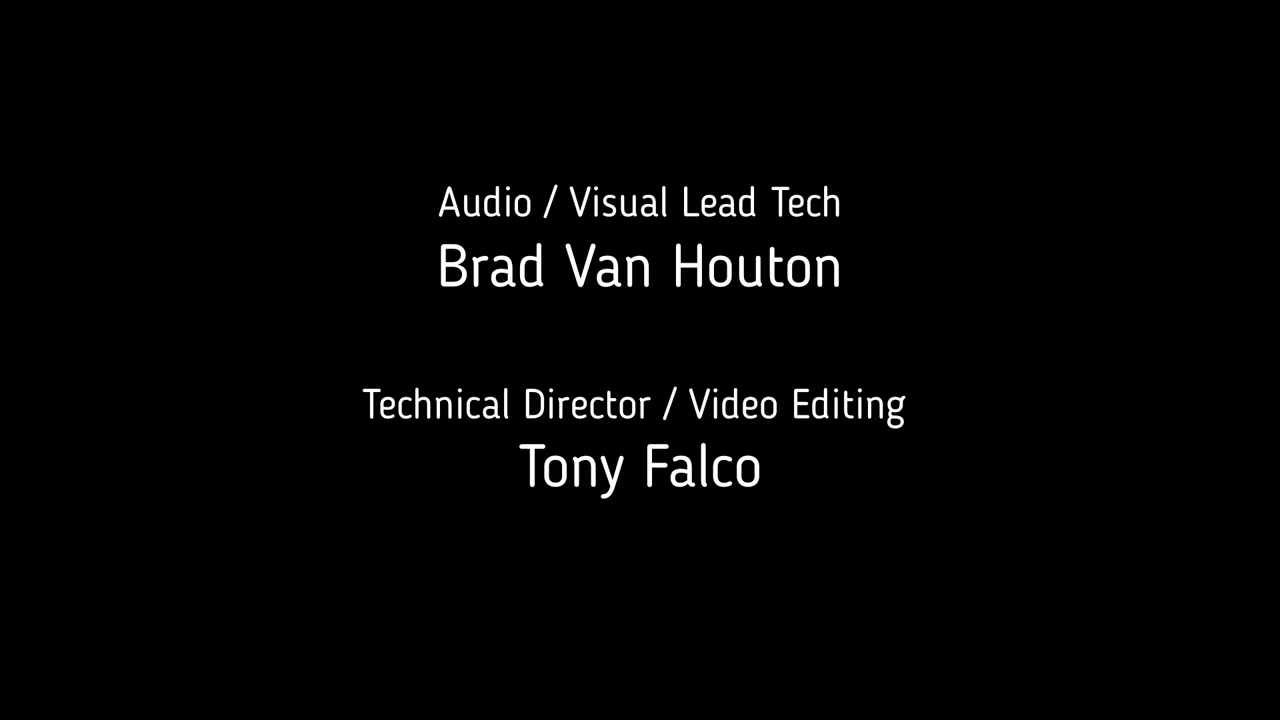 Audio / Visual Lead Tech
Brad Van Houton
Technical Director / Video Editing
Tony Falco